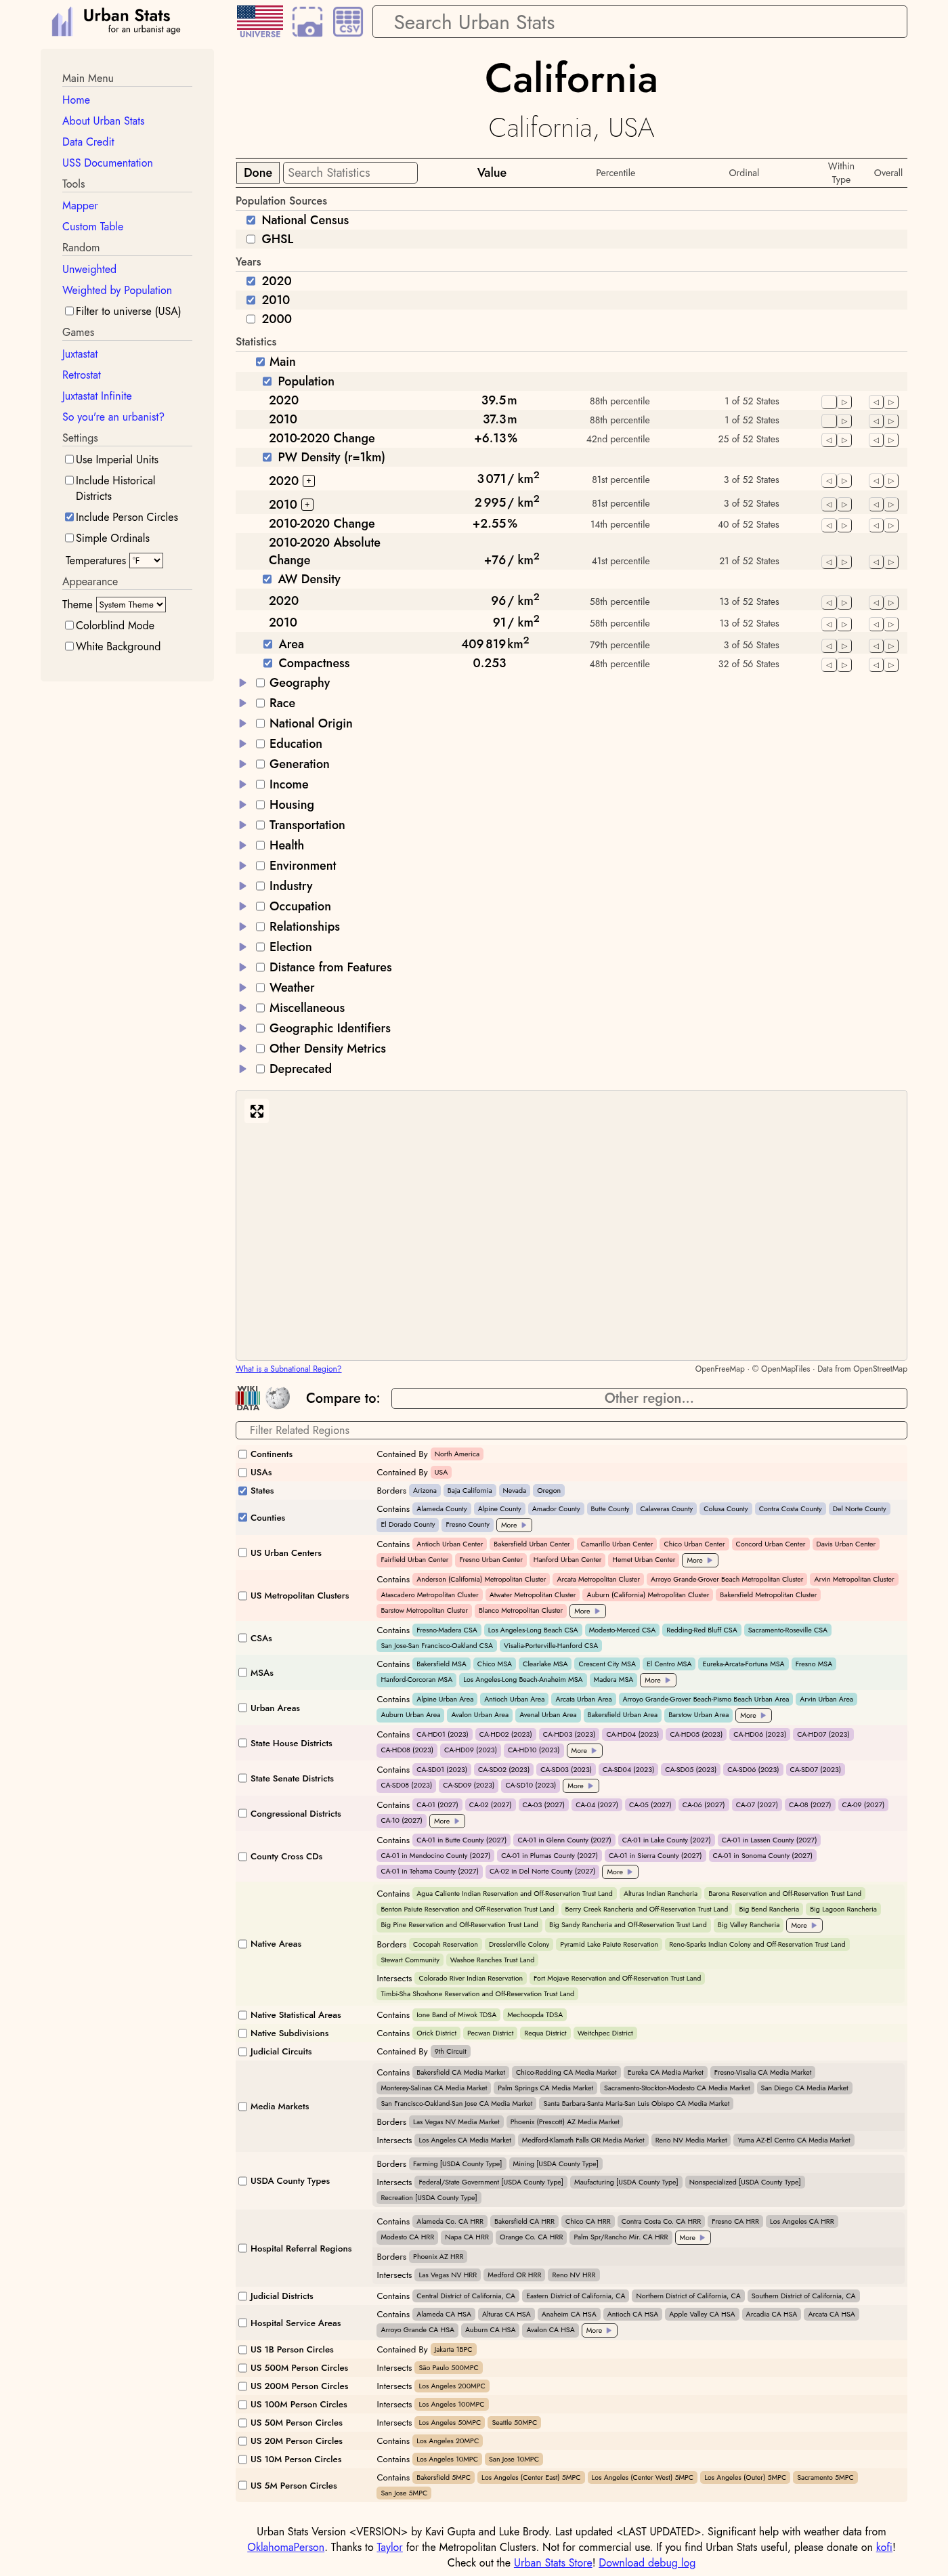 Urban Stats
for an urbanist age
UNIVERSE
CSV
Search Urban Stats
Main Menu
Home
About Urban Stats
Data Credit
USS Documentation
Tools
Mapper
Custom Table
Random
Unweighted
Weighted by Population
Filter to universe (USA)
Games
Juxtastat
Retrostat
Juxtastat Infinite
So you're an urbanist?
Settings
Use Imperial Units
Include Historical
Districts
Include Person Circles
Simple Ordinals
Temperatures °F
Appearance
Theme System Theme
Colorblind Mode
White Background
California
California, USA
Done Search Statistics Value Percentile Ordinal Within Type Overall
Population Sources
National Census
GHSL
Years
2020
2010
2000
Statistics
Main
Population
2020 39.5m 88th percentile 1 of 52 States
2010 37.3m 88th percentile 1 of 52 States
2010-2020 Change +6.13% 42nd percentile 25 of 52 States
PW Density (r=1km)
2020 + 3 071 / km2 81st percentile 3 of 52 States
2010 + 2 995 / km2 81st percentile 3 of 52 States
2010-2020 Change +2.55% 14th percentile 40 of 52 States
2010-2020 Absolute
Change +76 / km2 41st percentile 21 of 52 States
AW Density
2020 96 / km2 58th percentile 13 of 52 States
2010 91 / km2 58th percentile 13 of 52 States
Area 409 819 km2 79th percentile 3 of 56 States
Compactness 0.253 48th percentile 32 of 56 States
Geography
Race
National Origin
Education
Generation
Income
Housing
Transportation
Health
Environment
Industry
Occupation
Relationships
Election
Distance from Features
Weather
Miscellaneous
Geographic Identifiers
Other Density Metrics
Deprecated
What is a Subnational Region? OpenFreeMap · © OpenMapTiles · Data from OpenStreetMap
WIKI DATA Compare to: Other region...
Filter Related Regions
Continents Contained By North America
USAs Contained By USA
States Borders Arizona Baja California Nevada Oregon
Counties Contains Alameda County Alpine County Amador County Butte County Calaveras County Colusa County Contra Costa County Del Norte County
El Dorado County Fresno County More
US Urban Centers Contains Antioch Urban Center Bakersfield Urban Center Camarillo Urban Center Chico Urban Center Concord Urban Center Davis Urban Center
Fairfield Urban Center Fresno Urban Center Hanford Urban Center Hemet Urban Center More
US Metropolitan Clusters Contains Anderson (California) Metropolitan Cluster Arcata Metropolitan Cluster Arroyo Grande-Grover Beach Metropolitan Cluster Arvin Metropolitan Cluster
Atascadero Metropolitan Cluster Atwater Metropolitan Cluster Auburn (California) Metropolitan Cluster Bakersfield Metropolitan Cluster
Barstow Metropolitan Cluster Blanco Metropolitan Cluster More
CSAs Contains Fresno-Madera CSA Los Angeles-Long Beach CSA Modesto-Merced CSA Redding-Red Bluff CSA Sacramento-Roseville CSA
San Jose-San Francisco-Oakland CSA Visalia-Porterville-Hanford CSA
MSAs Contains Bakersfield MSA Chico MSA Clearlake MSA Crescent City MSA El Centro MSA Eureka-Arcata-Fortuna MSA Fresno MSA
Hanford-Corcoran MSA Los Angeles-Long Beach-Anaheim MSA Madera MSA More
Urban Areas Contains Alpine Urban Area Antioch Urban Area Arcata Urban Area Arroyo Grande-Grover Beach-Pismo Beach Urban Area Arvin Urban Area
Auburn Urban Area Avalon Urban Area Avenal Urban Area Bakersfield Urban Area Barstow Urban Area More
State House Districts Contains CA-HD01 (2023) CA-HD02 (2023) CA-HD03 (2023) CA-HD04 (2023) CA-HD05 (2023) CA-HD06 (2023) CA-HD07 (2023)
CA-HD08 (2023) CA-HD09 (2023) CA-HD10 (2023) More
State Senate Districts Contains CA-SD01 (2023) CA-SD02 (2023) CA-SD03 (2023) CA-SD04 (2023) CA-SD05 (2023) CA-SD06 (2023) CA-SD07 (2023)
CA-SD08 (2023) CA-SD09 (2023) CA-SD10 (2023) More
Congressional Districts Contains CA-01 (2027) CA-02 (2027) CA-03 (2027) CA-04 (2027) CA-05 (2027) CA-06 (2027) CA-07 (2027) CA-08 (2027) CA-09 (2027)
CA-10 (2027) More
County Cross CDs Contains CA-01 in Butte County (2027) CA-01 in Glenn County (2027) CA-01 in Lake County (2027) CA-01 in Lassen County (2027)
CA-01 in Mendocino County (2027) CA-01 in Plumas County (2027) CA-01 in Sierra County (2027) CA-01 in Sonoma County (2027)
CA-01 in Tehama County (2027) CA-02 in Del Norte County (2027) More
Native Areas Contains Agua Caliente Indian Reservation and Off-Reservation Trust Land Alturas Indian Rancheria Barona Reservation and Off-Reservation Trust Land
Benton Paiute Reservation and Off-Reservation Trust Land Berry Creek Rancheria and Off-Reservation Trust Land Big Bend Rancheria Big Lagoon Rancheria
Big Pine Reservation and Off-Reservation Trust Land Big Sandy Rancheria and Off-Reservation Trust Land Big Valley Rancheria More
Borders Cocopah Reservation Dresslerville Colony Pyramid Lake Paiute Reservation Reno-Sparks Indian Colony and Off-Reservation Trust Land
Stewart Community Washoe Ranches Trust Land
Intersects Colorado River Indian Reservation Fort Mojave Reservation and Off-Reservation Trust Land
Timbi-Sha Shoshone Reservation and Off-Reservation Trust Land
Native Statistical Areas Contains Ione Band of Miwok TDSA Mechoopda TDSA
Native Subdivisions Contains Orick District Pecwan District Requa District Weitchpec District
Judicial Circuits Contained By 9th Circuit
Media Markets Contains Bakersfield CA Media Market Chico-Redding CA Media Market Eureka CA Media Market Fresno-Visalia CA Media Market
Monterey-Salinas CA Media Market Palm Springs CA Media Market Sacramento-Stockton-Modesto CA Media Market San Diego CA Media Market
San Francisco-Oakland-San Jose CA Media Market Santa Barbara-Santa Maria-San Luis Obispo CA Media Market
Borders Las Vegas NV Media Market Phoenix (Prescott) AZ Media Market
Intersects Los Angeles CA Media Market Medford-Klamath Falls OR Media Market Reno NV Media Market Yuma AZ-El Centro CA Media Market
USDA County Types Borders Farming [USDA County Type] Mining [USDA County Type]
Intersects Federal/State Government [USDA County Type] Maufacturing [USDA County Type] Nonspecialized [USDA County Type]
Recreation [USDA County Type]
Hospital Referral Regions Contains Alameda Co. CA HRR Bakersfield CA HRR Chico CA HRR Contra Costa Co. CA HRR Fresno CA HRR Los Angeles CA HRR
Modesto CA HRR Napa CA HRR Orange Co. CA HRR Palm Spr/Rancho Mir. CA HRR More
Borders Phoenix AZ HRR
Intersects Las Vegas NV HRR Medford OR HRR Reno NV HRR
Judicial Districts Contains Central District of California, CA Eastern District of California, CA Northern District of California, CA Southern District of California, CA
Hospital Service Areas Contains Alameda CA HSA Alturas CA HSA Anaheim CA HSA Antioch CA HSA Apple Valley CA HSA Arcadia CA HSA Arcata CA HSA
Arroyo Grande CA HSA Auburn CA HSA Avalon CA HSA More
US 1B Person Circles Contained By Jakarta 1BPC
US 500M Person Circles Intersects São Paulo 500MPC
US 200M Person Circles Intersects Los Angeles 200MPC
US 100M Person Circles Intersects Los Angeles 100MPC
US 50M Person Circles Intersects Los Angeles 50MPC Seattle 50MPC
US 20M Person Circles Contains Los Angeles 20MPC
US 10M Person Circles Contains Los Angeles 10MPC San Jose 10MPC
US 5M Person Circles Contains Bakersfield 5MPC Los Angeles (Center East) 5MPC Los Angeles (Center West) 5MPC Los Angeles (Outer) 5MPC Sacramento 5MPC
San Jose 5MPC
Urban Stats Version <VERSION> by Kavi Gupta and Luke Brody. Last updated <LAST UPDATED>. Significant help with weather data from
OklahomaPerson. Thanks to Taylor for the Metropolitan Clusters. Not for commercial use. If you find Urban Stats useful, please donate on kofi!
Check out the Urban Stats Store! Download debug log